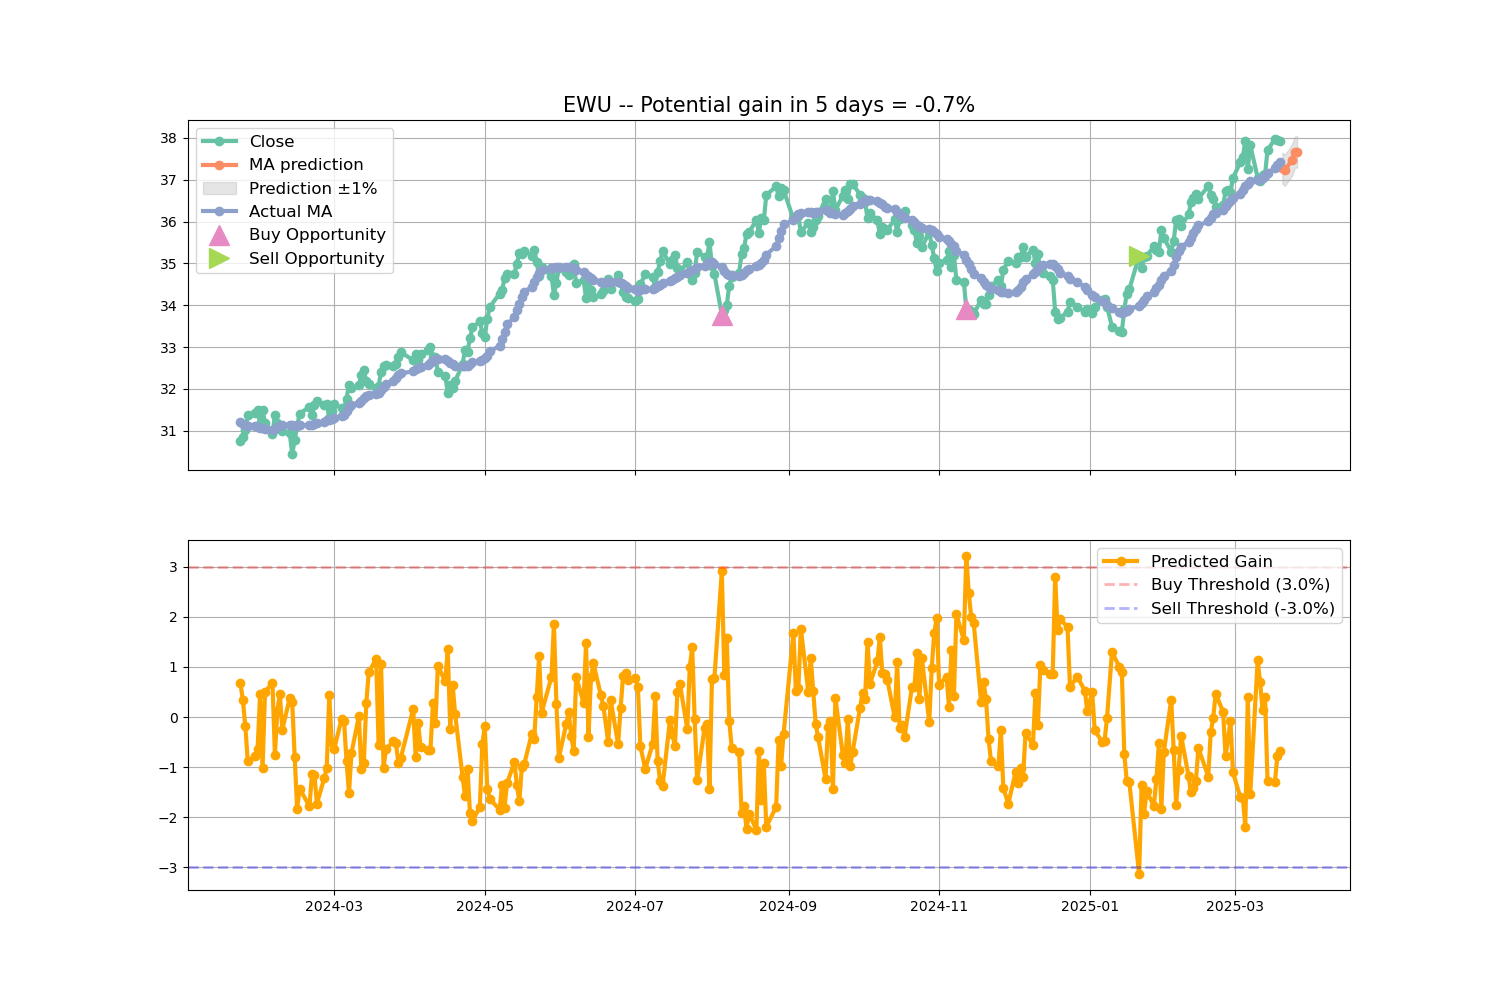 EWU -- Potential gain in 5 days = -0.7%
38
37
36
35
34
33
32
31
Close
MA prediction
Prediction ±1%
Actual MA
Buy Opportunity
Sell Opportunity
3
2
1
0
−1
−2
−3
Predicted Gain
Buy Threshold (3.0%)
Sell Threshold (-3.0%)
2024-03
2024-05
2024-07
2024-09
2024-11
2025-01
2025-03